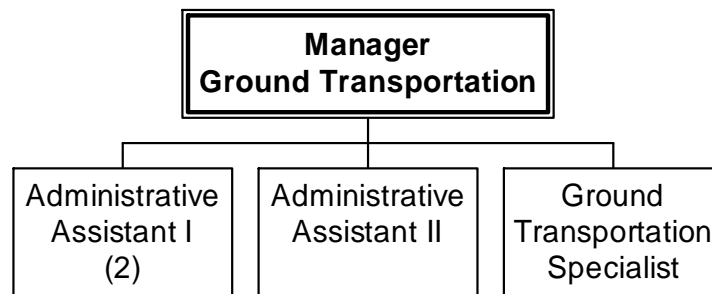 Manager
Ground Transportation
Administrative
Assistant I
(2)
Administrative
Assistant II
Ground
Transportation
Specialist